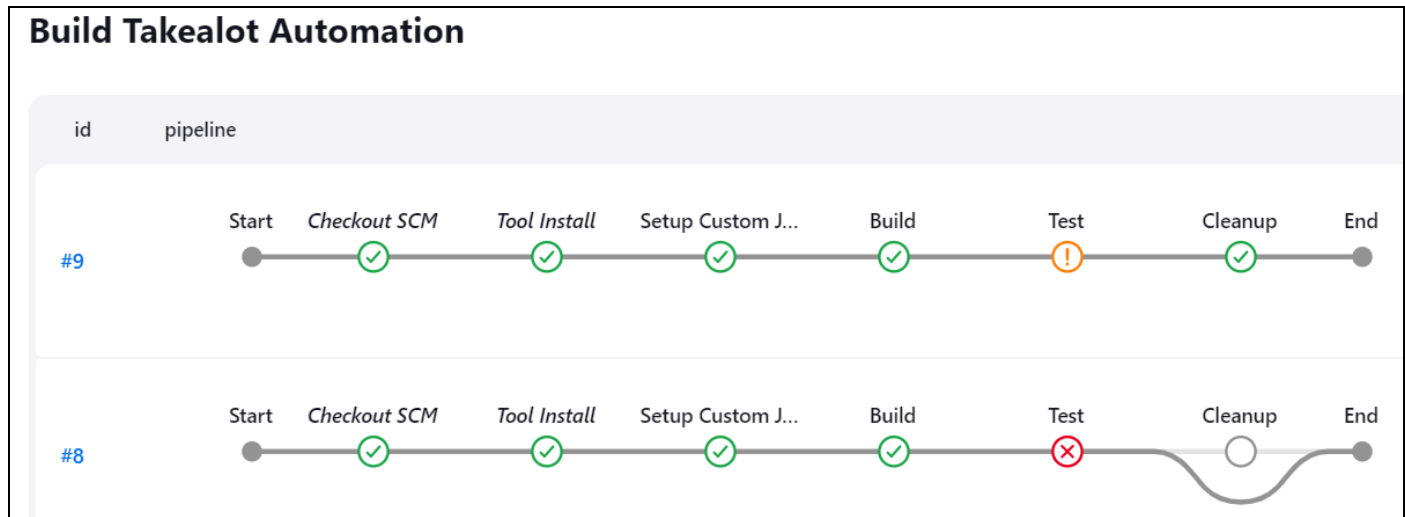 Build Takealot Automation
id pipeline
Start Checkout SCM Tool Install Setup Custom J... Build Test Cleanup End
#9
Start Checkout SCM Tool Install Setup Custom J... Build Test Cleanup End
#8